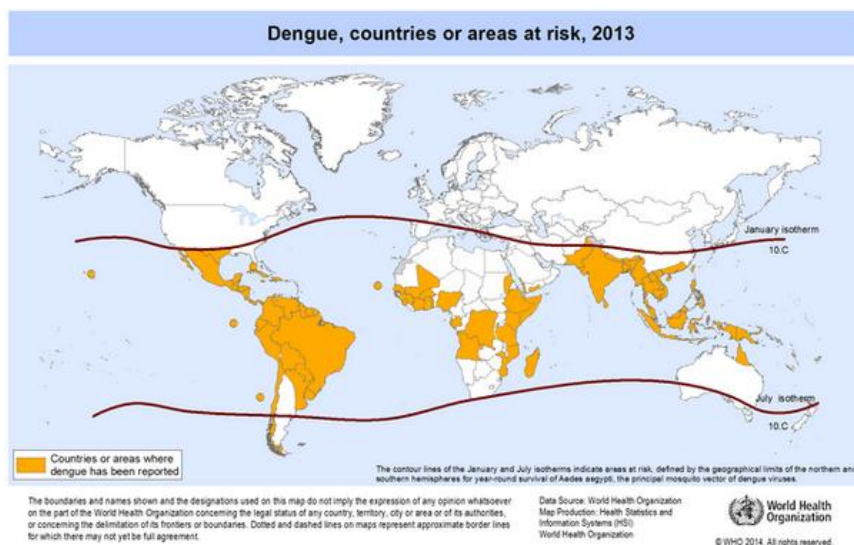 Dengue, countries or areas at risk, 2013
January isotherm
10.C
July isotherm
10.C
Countries or areas where
dengue has been reported
The contour lines of the January and July isotherms indicate areas at risk, defined by the geographical limits of the northern and
southern hemispheres for year-round survival of Aedes aegypti, the principal mosquito vector of dengue viruses.
The boundaries and names shown and the designations used on this map do not imply the expression of any opinion whatsoever
on the part of the World Health Organization concerning the legal status of any country, territory, city or area or of its authorities,
or concerning the delimitation of its frontiers or boundaries. Dotted and dashed lines on maps represent approximate border lines
for which there may not yet be full agreement.
Data Source: World Health Organization
Map Production: Health Statistics and
Information Systems (HSI)
World Health Organization
World Health
Organization
© WHO 2014. All rights reserved.